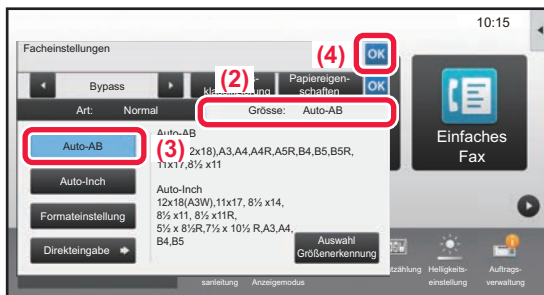 10:15
Facheinstellungen
(4)
OK
Bypass
(2)
Papiereigen-
schaften
OK
Art: Normal
Grösse: Auto-AB
Auto-AB
(3)
Auto-AB
2x18),A3,A4,A4R,A5R,B4,B5,B5R,
11x17,8½ x11
Auto-Inch
Auto-Inch
12x18(A3W),11x17, 8½ x14,
8½ x11, 8½ x11R,
5½ x 8½R,7½ x 10½ R,A3,A4,
B4,B5
Formateinstellung
Direkteingabe
Auswahl
Größenerkennung
Einfaches
Fax
sanleitung
Anzeigemodus
tzählung
Helligkeits-
einstellung
Auftrags-
verwaltung